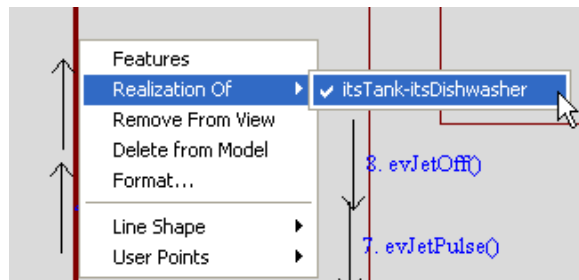 Features
Realization Of
itsTank-itsDishwasher
Remove From View
Delete from Model
Format...
8. evJetOff()
Line Shape
7. evJetPulse()
User Points